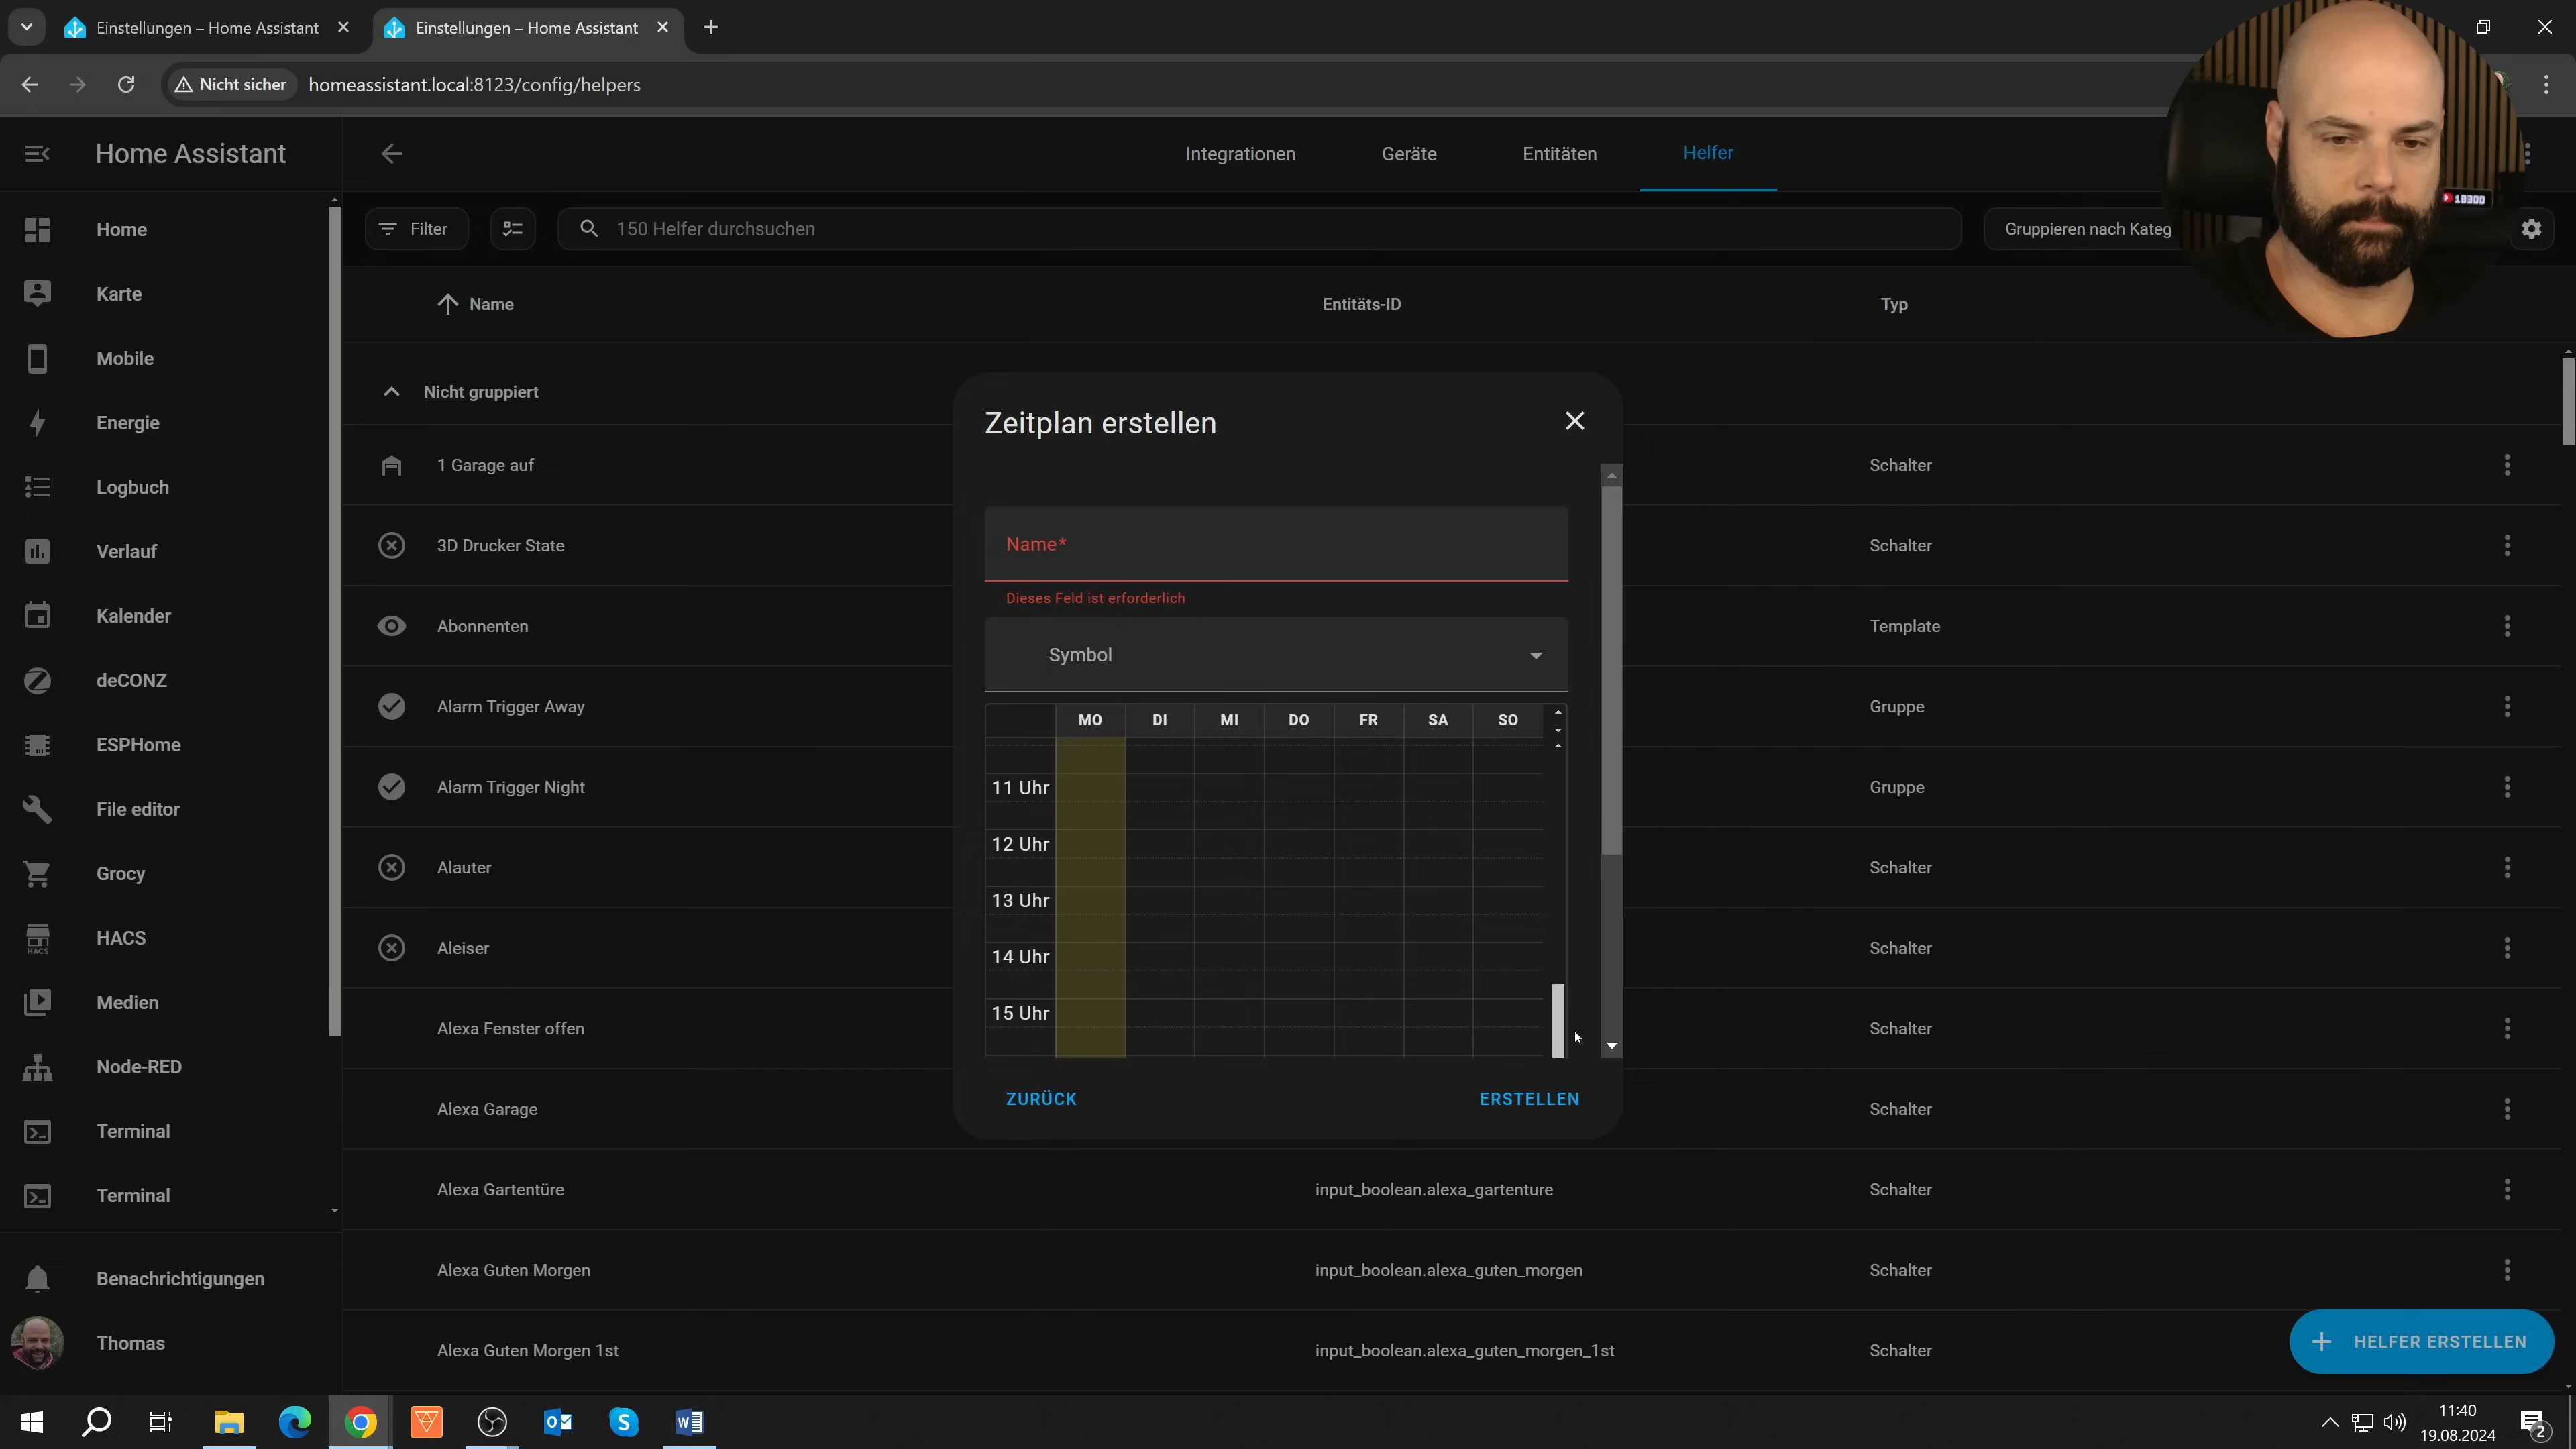 Einstellungen – Home Assistant
Einstellungen – Home Assistant
Nicht sicher
homeassistant.local:8123/config/helpers
Home Assistant
Integrationen
Geräte
Entitäten
Helfer
18300
Home
Karte
Mobile
Energie
Logbuch
Verlauf
Kalender
deCONZ
ESPHome
File editor
Grocy
HACS
HACS
Medien
Node-RED
Terminal
Terminal
Benachrichtigungen
Thomas
Filter
150 Helfer durchsuchen
Gruppieren nach Kateg
Name
Entitäts-ID
Typ
Nicht gruppiert
1 Garage auf
Schalter
3D Drucker State
Schalter
Abonnenten
Template
Alarm Trigger Away
Gruppe
Alarm Trigger Night
Gruppe
Alauter
Schalter
Aleiser
Schalter
Alexa Fenster offen
Schalter
Alexa Garage
Schalter
Alexa Gartentüre
input_boolean.alexa_gartenture
Schalter
Alexa Guten Morgen
input_boolean.alexa_guten_morgen
Schalter
Alexa Guten Morgen 1st
input_boolean.alexa_guten_morgen_1st
Schalter
Zeitplan erstellen
Name*
Dieses Feld ist erforderlich
Symbol
MO DI MI DO FR SA SO
11 Uhr
12 Uhr
13 Uhr
14 Uhr
15 Uhr
ZURÜCK
ERSTELLEN
HELFER ERSTELLEN
11:40
19.08.2024
2